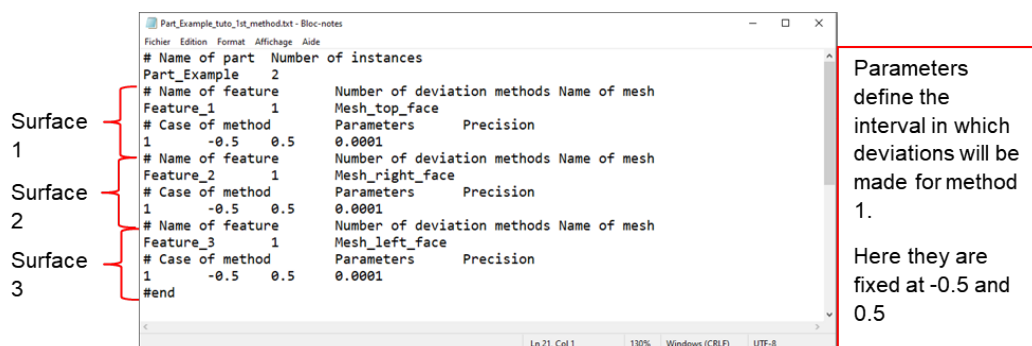 Part_Example_tuto_1st_method.txt - Bloc-notes
Fichier Edition Format Affichage Aide
# Name of part Number of instances
Part_Example 2
# Name of feature Number of deviation methods Name of mesh
Feature_1 1 Mesh_top_face
# Case of method Parameters Precision
1 -0.5 0.5 0.0001
# Name of feature Number of deviation methods Name of mesh
Feature_2 1 Mesh_right_face
# Case of method Parameters Precision
1 -0.5 0.5 0.0001
# Name of feature Number of deviation methods Name of mesh
Feature_3 1 Mesh_left_face
# Case of method Parameters Precision
1 -0.5 0.5 0.0001
#end
Ln 21, Col 1 130% Windows (CRLF) UTF-8
Surface
1
Surface
2
Surface
3
Parameters
define the
interval in which
deviations will be
made for method
1.
Here they are
fixed at -0.5 and
0.5